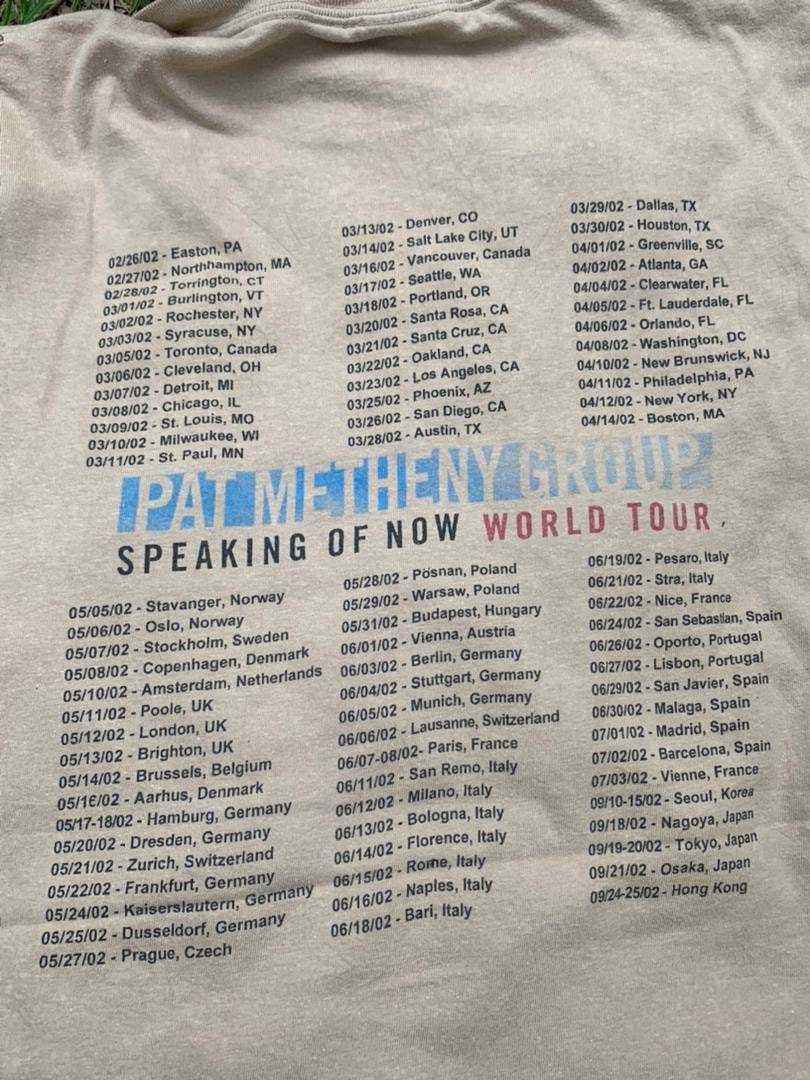 02/26/02 - Easton, PA
02/27/02 - Northhampton, MA
02/28/02 - Torrington, CT
03/01/02 - Burlington, VT
03/02/02 - Rochester, NY
03/03/02 - Syracuse, NY
03/05/02 - Toronto, Canada
03/06/02 - Cleveland, OH
03/07/02 - Detroit, MI
03/08/02 - Chicago, IL
03/09/02 - St. Louis, MO
03/10/02 - Milwaukee, WI
03/11/02 - St. Paul, MN
03/13/02 - Denver, CO
03/14/02 - Salt Lake City, UT
03/16/02 - Vancouver, Canada
03/17/02 - Seattle, WA
03/18/02 - Portland, OR
03/20/02 - Santa Rosa, CA
03/21/02 - Santa Cruz, CA
03/22/02 - Oakland, CA
03/23/02 - Los Angeles, CA
03/25/02 - Phoenix, AZ
03/26/02 - San Diego, CA
03/28/02 - Austin, TX
03/29/02 - Dallas, TX
03/30/02 - Houston, TX
04/01/02 - Greenville, SC
04/02/02 - Atlanta, GA
04/04/02 - Clearwater, FL
04/05/02 - Ft. Lauderdale, FL
04/06/02 - Orlando, FL
04/08/02 - Washington, DC
04/10/02 - New Brunswick, NJ
04/11/02 - Philadelphia, PA
04/12/02 - New York, NY
04/14/02 - Boston, MA
PAT METHENY GROUP
SPEAKING OF NOW WORLD TOUR
05/05/02 - Stavanger, Norway
05/06/02 - Oslo, Norway
05/07/02 - Stockholm, Sweden
05/08/02 - Copenhagen, Denmark
05/10/02 - Amsterdam, Netherlands
05/11/02 - Poole, UK
05/12/02 - London, UK
05/13/02 - Brighton, UK
05/14/02 - Brussels, Belgium
05/16/02 - Aarhus, Denmark
05/17-18/02 - Hamburg, Germany
05/20/02 - Dresden, Germany
05/21/02 - Zurich, Switzerland
05/22/02 - Frankfurt, Germany
05/24/02 - Kaiserslautern, Germany
05/25/02 - Dusseldorf, Germany
05/27/02 - Prague, Czech
05/28/02 - Pösnan, Poland
05/29/02 - Warsaw, Poland
05/31/02 - Budapest, Hungary
06/01/02 - Vienna, Austria
06/03/02 - Berlin, Germany
06/04/02 - Stuttgart, Germany
06/05/02 - Munich, Germany
06/06/02 - Lausanne, Switzerland
06/07-08/02- Paris, France
06/11/02 - San Remo, Italy
06/12/02 - Milano, Italy
06/13/02 - Bologna, Italy
06/14/02 - Florence, Italy
06/15/02 - Rome, Italy
06/16/02 - Naples, Italy
06/18/02 - Bari, Italy
06/19/02 - Pesaro, Italy
06/21/02 - Stra, Italy
06/22/02 - Nice, France
06/24/02 - San Sebastian, Spain
06/26/02 - Oporto, Portugal
06/27/02 - Lisbon, Portugal
06/29/02 - San Javier, Spain
06/30/02 - Malaga, Spain
07/01/02 - Madrid, Spain
07/02/02 - Barcelona, Spain
07/03/02 - Vienne, France
09/10-15/02 - Seoul, Korea
09/18/02 - Nagoya, Japan
09/19-20/02 - Tokyo, Japan
09/21/02 - Osaka, Japan
09/24-25/02 - Hong Kong